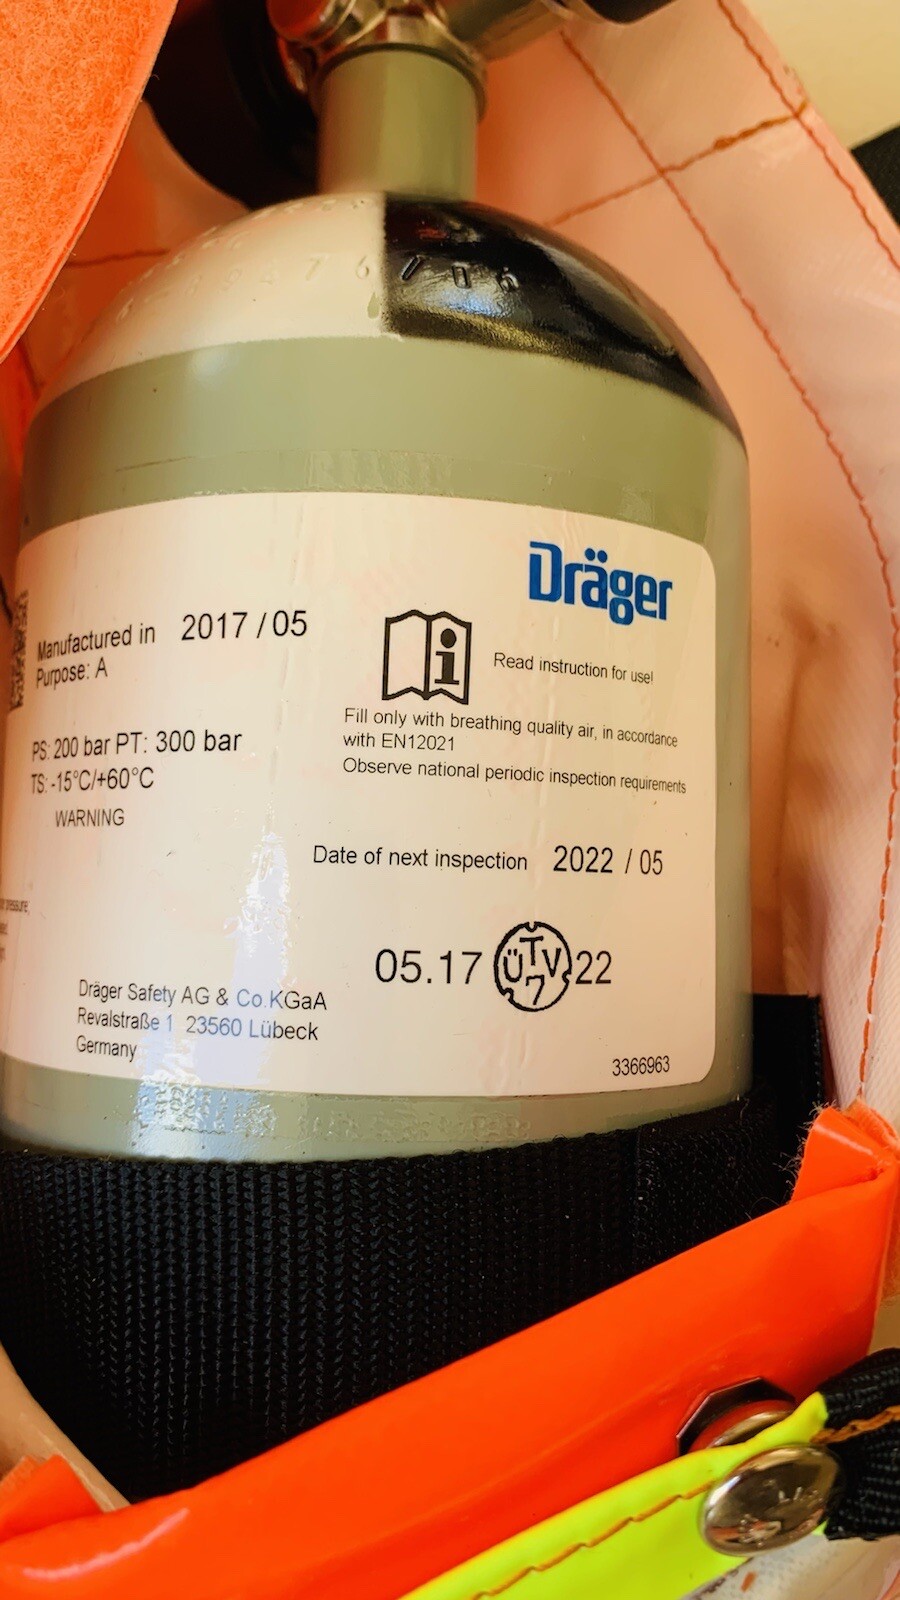 Dräger
Manufactured in 2017 / 05
Purpose: A
i
Read instruction for use!
PS: 200 bar PT: 300 bar
TS: -15°C/+60°C
WARNING
Fill only with breathing quality air, in accordance
with EN12021
Observe national periodic inspection requirements
Date of next inspection 2022 / 05
05.17 TÜV 7 22
Dräger Safety AG & Co.KGaA
Revalstraße 1 23560 Lübeck
Germany
3366963